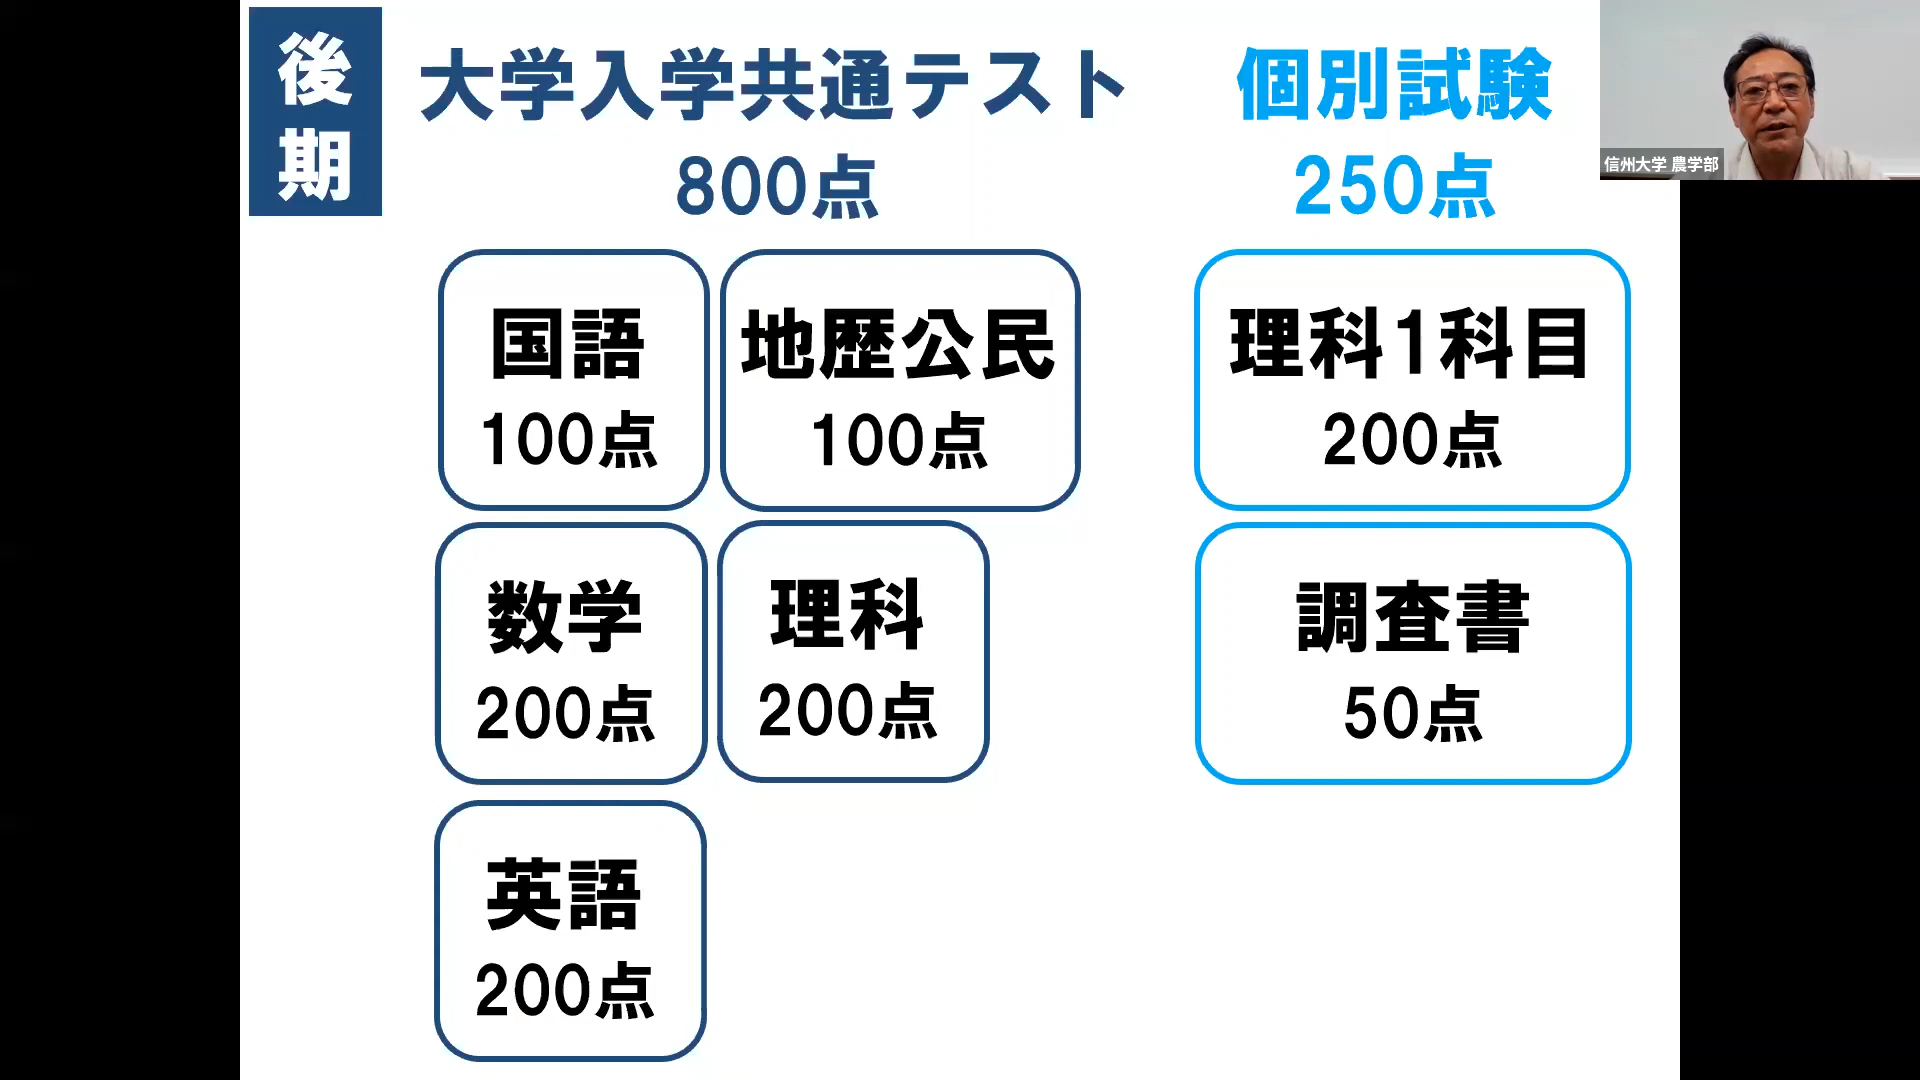 後期
大学入学共通テスト
800点
個別試験
250点
信州大学 農学部
国語
100点
地歴公民
100点
理科1科目
200点
数学
200点
理科
200点
調査書
50点
英語
200点